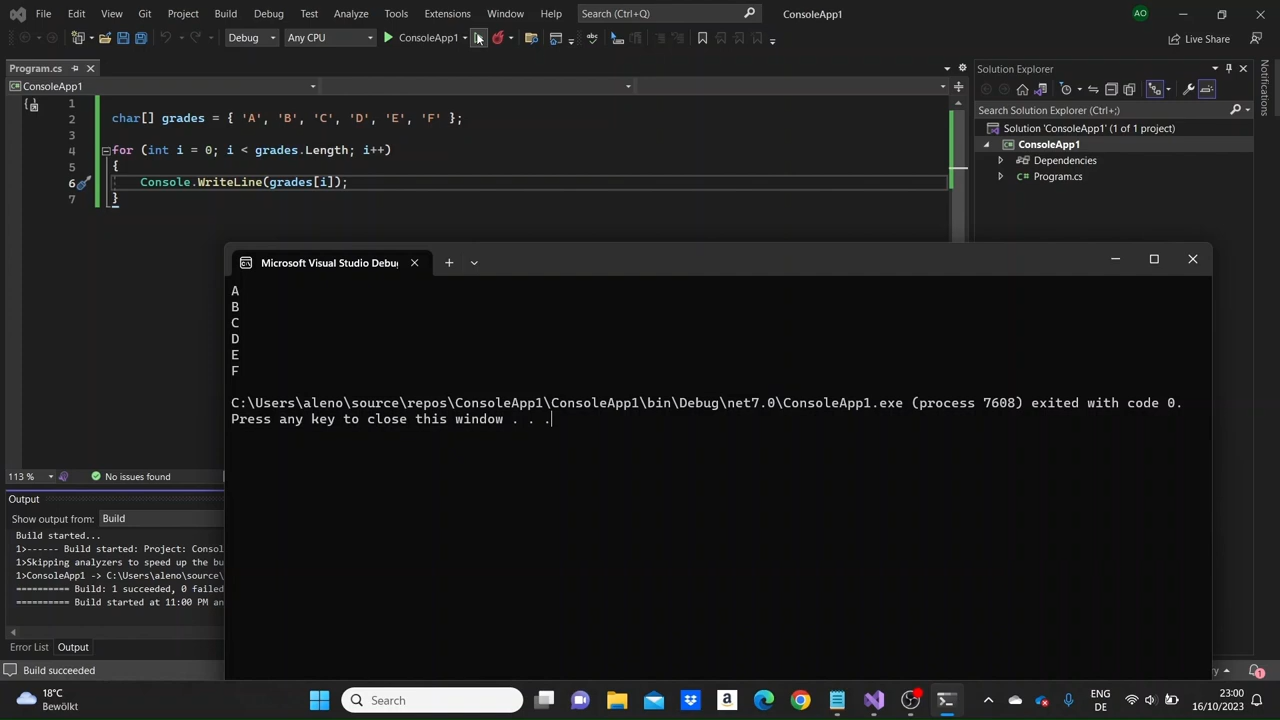 File Edit View Git Project Build Debug Test Analyze Tools Extensions Window Help Search (Ctrl+Q) ConsoleApp1 AO
Debug Any CPU ConsoleApp1 Live Share
Program.cs
ConsoleApp1
1
2 char[] grades = { 'A', 'B', 'C', 'D', 'E', 'F' };
3
4 for (int i = 0; i < grades.Length; i++)
5 {
6 Console.WriteLine(grades[i]);
7 }
Solution Explorer
Search Solution Explorer (Ctrl+;)
Solution 'ConsoleApp1' (1 of 1 project)
ConsoleApp1
Dependencies
C# Program.cs
Notifications
Microsoft Visual Studio Debu
A
B
C
D
E
F
C:\Users\aleno\source\repos\ConsoleApp1\ConsoleApp1\bin\Debug\net7.0\ConsoleApp1.exe (process 7608) exited with code 0.
Press any key to close this window . . .
113 % No issues found
Output
Show output from: Build
Build started...
1>------ Build started: Project: Consol
1>Skipping analyzers to speed up the bu
1>ConsoleApp1 -> C:\Users\aleno\source\
========== Build: 1 succeeded, 0 failed
========== Build started at 11:00 PM an
Error List Output
Build succeeded
18°C
Bewölkt
Search
ENG
DE
23:00
16/10/2023